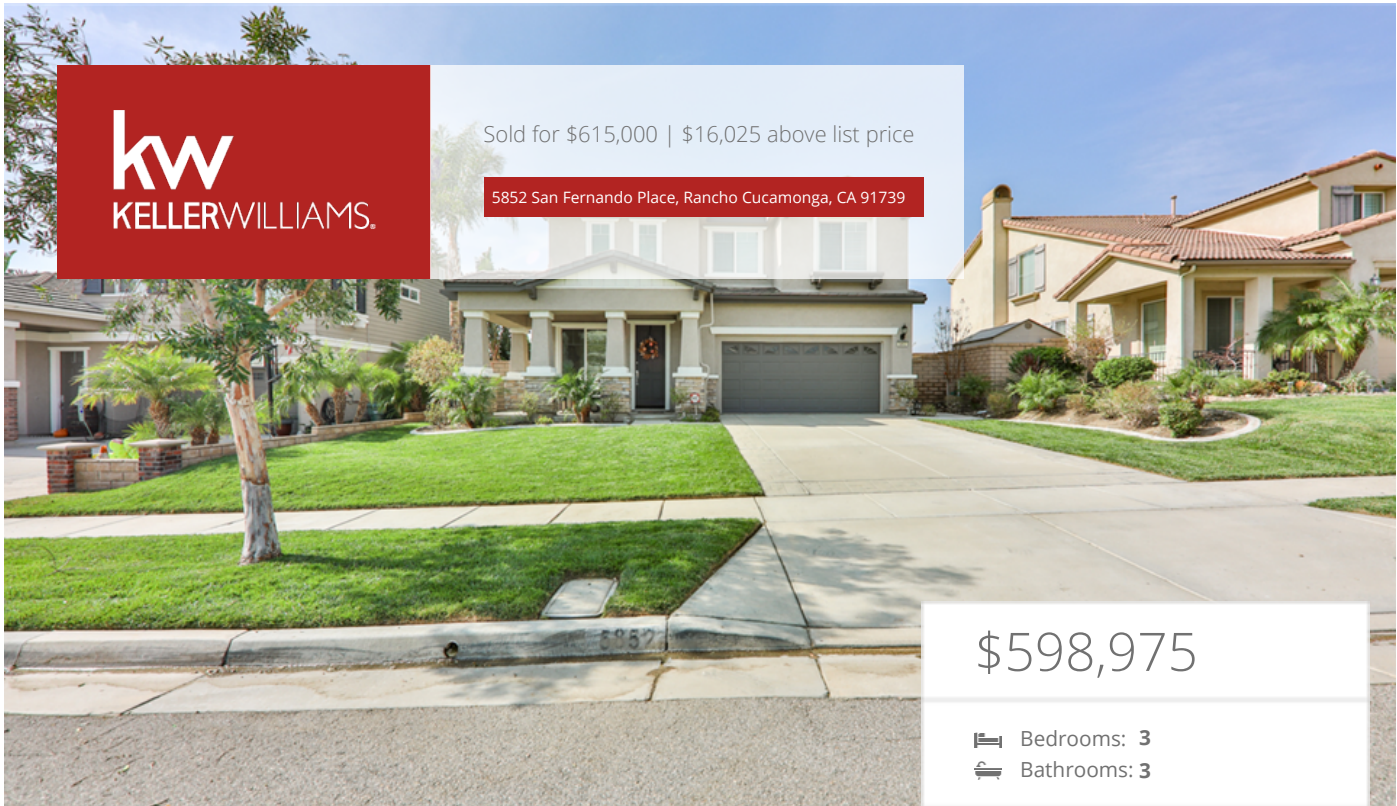 kw
KELLERWILLIAMS®
Sold for $615,000 | $16,025 above list price
5852 San Fernando Place, Rancho Cucamonga, CA 91739
5852
$598,975
Bedrooms: 3
Bathrooms: 3